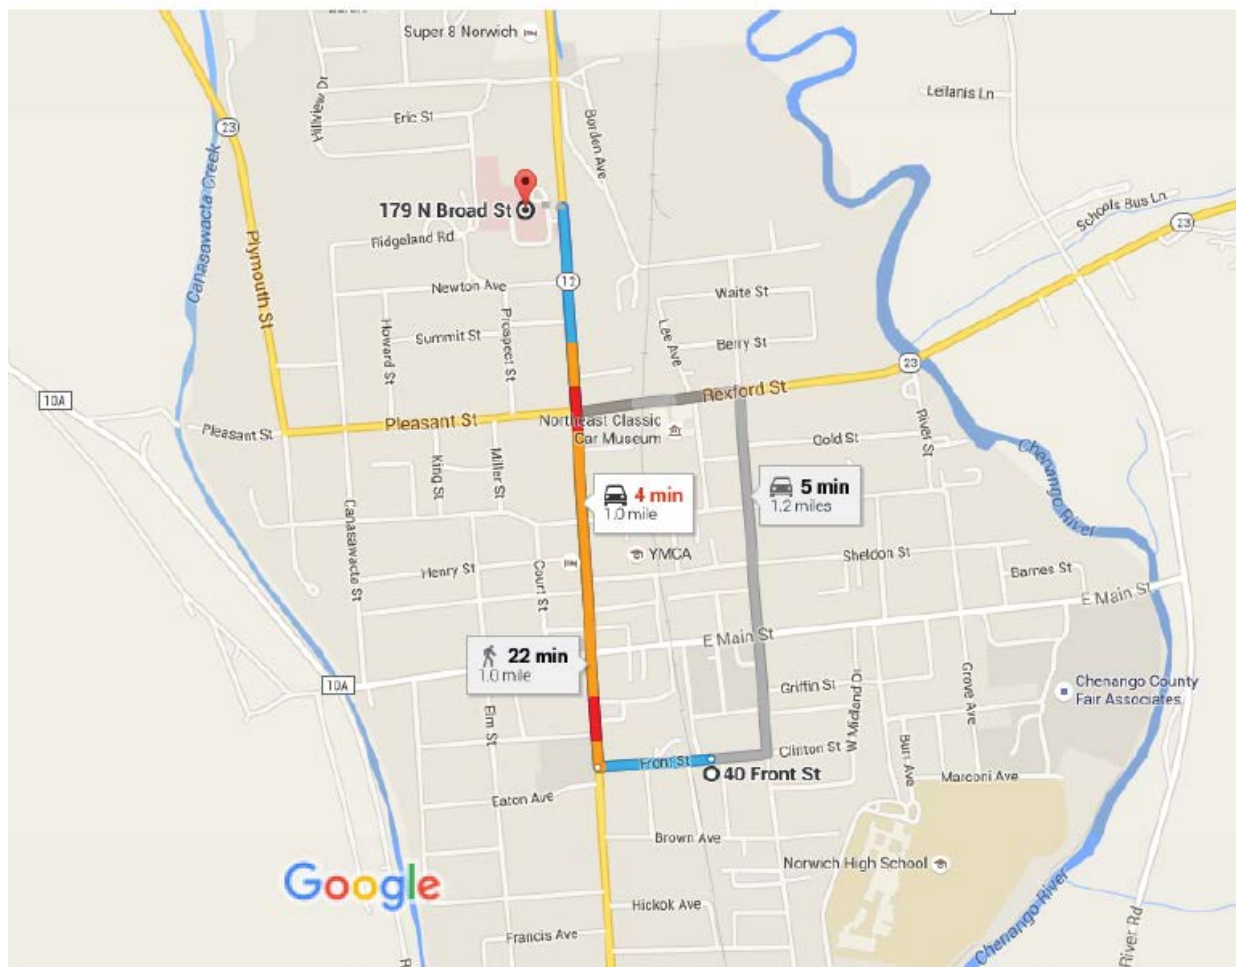 Super 8 Norwich
Leilanis Ln
Hillview Dr
Eric St
Borden Ave
23
Canasawacta Creek
Schools Bus Ln
23
179 N Broad St
Ridgeland Rd
Plymouth St
12
Newton Ave
Waite St
Howard St
Summit St
Prospect St
Lee Ave
Berry St
23
Rexford St
10A
Pleasant St
Pleasant St
Northeast Classic
Car Museum
Gold St
River St
King St
Miller St
Chenango River
4 min
1.0 mile
5 min
1.2 miles
Canasawacta St
YMCA
Sheldon St
Henry St
Court St
Barnes St
E Main St
E Main St
22 min
1.0 mile
10A
Griffin St
W Midland Dr
Grove Ave
Chenango County
Fair Associates
Elm St
Burr Ave
Clinton St
Front St
40 Front St
Marconi Ave
Eaton Ave
Brown Ave
Norwich High School
Google
Hickok Ave
Chenango River
River Rd
Francis Ave